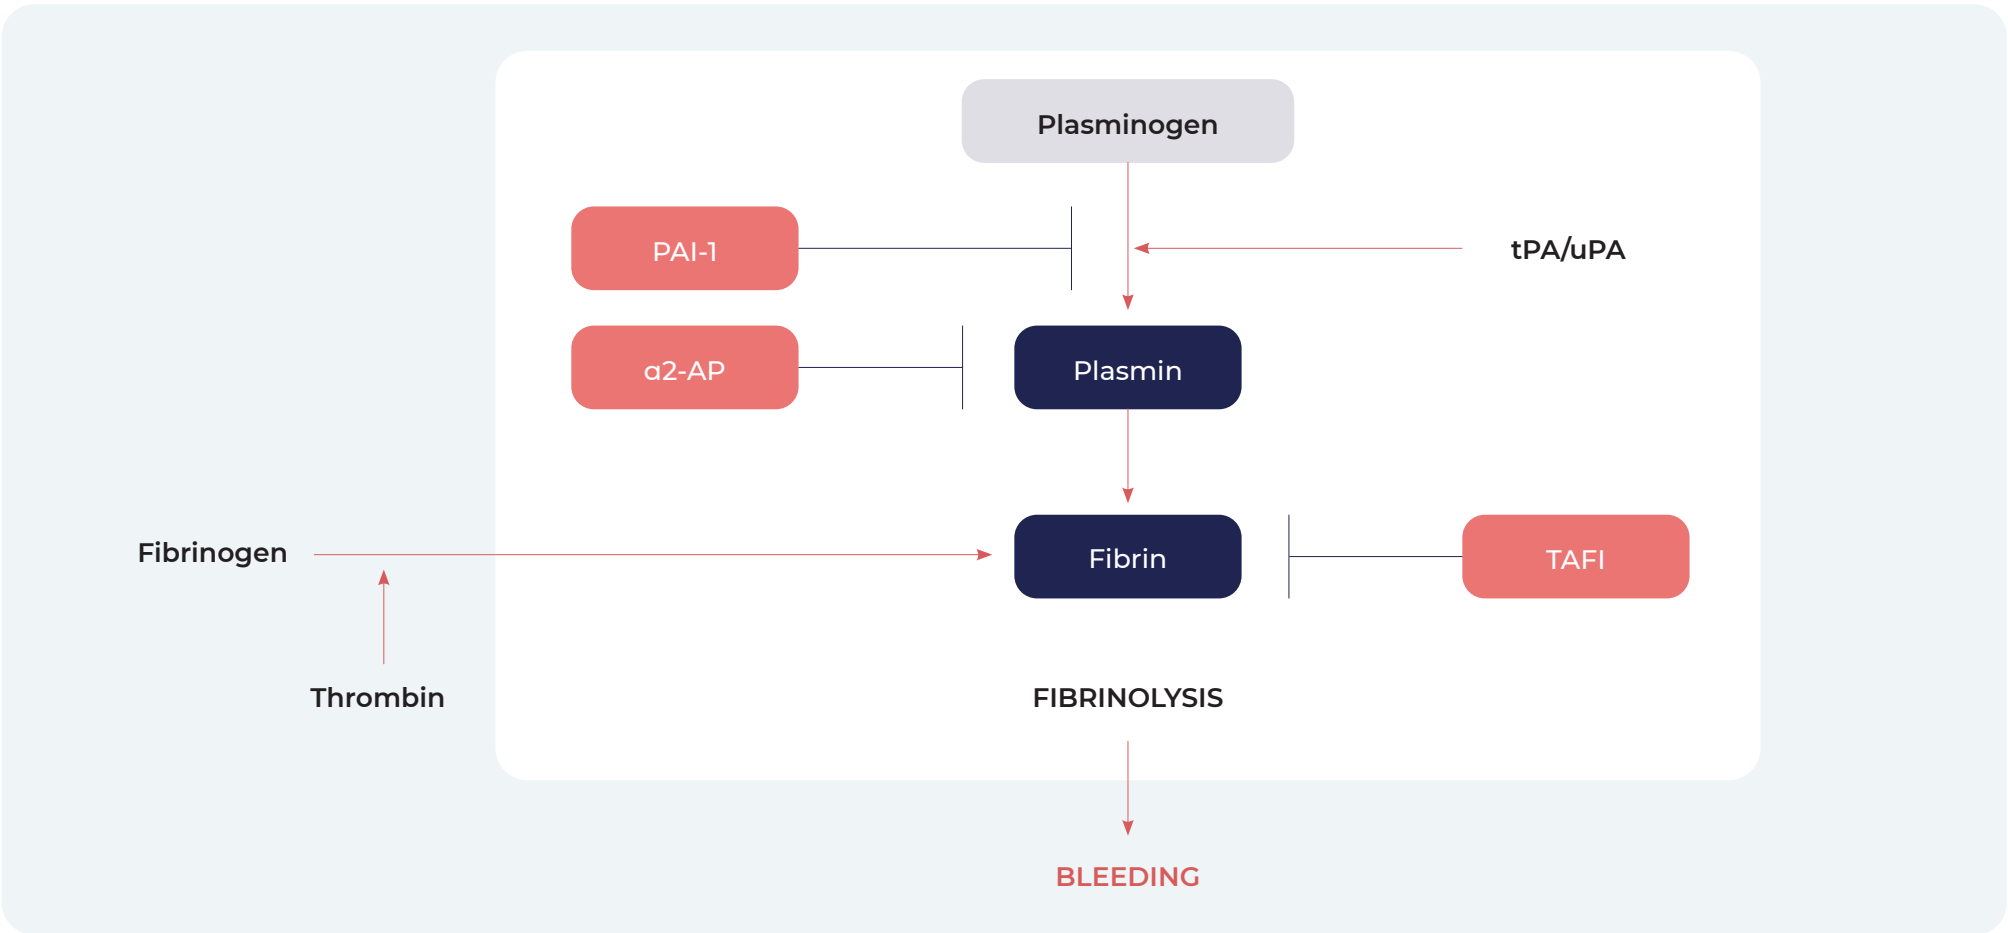 Plasminogen
PAI-1
tPA/uPA
α2-AP
Plasmin
Fibrinogen
Fibrin
TAFI
Thrombin
FIBRINOLYSIS
BLEEDING